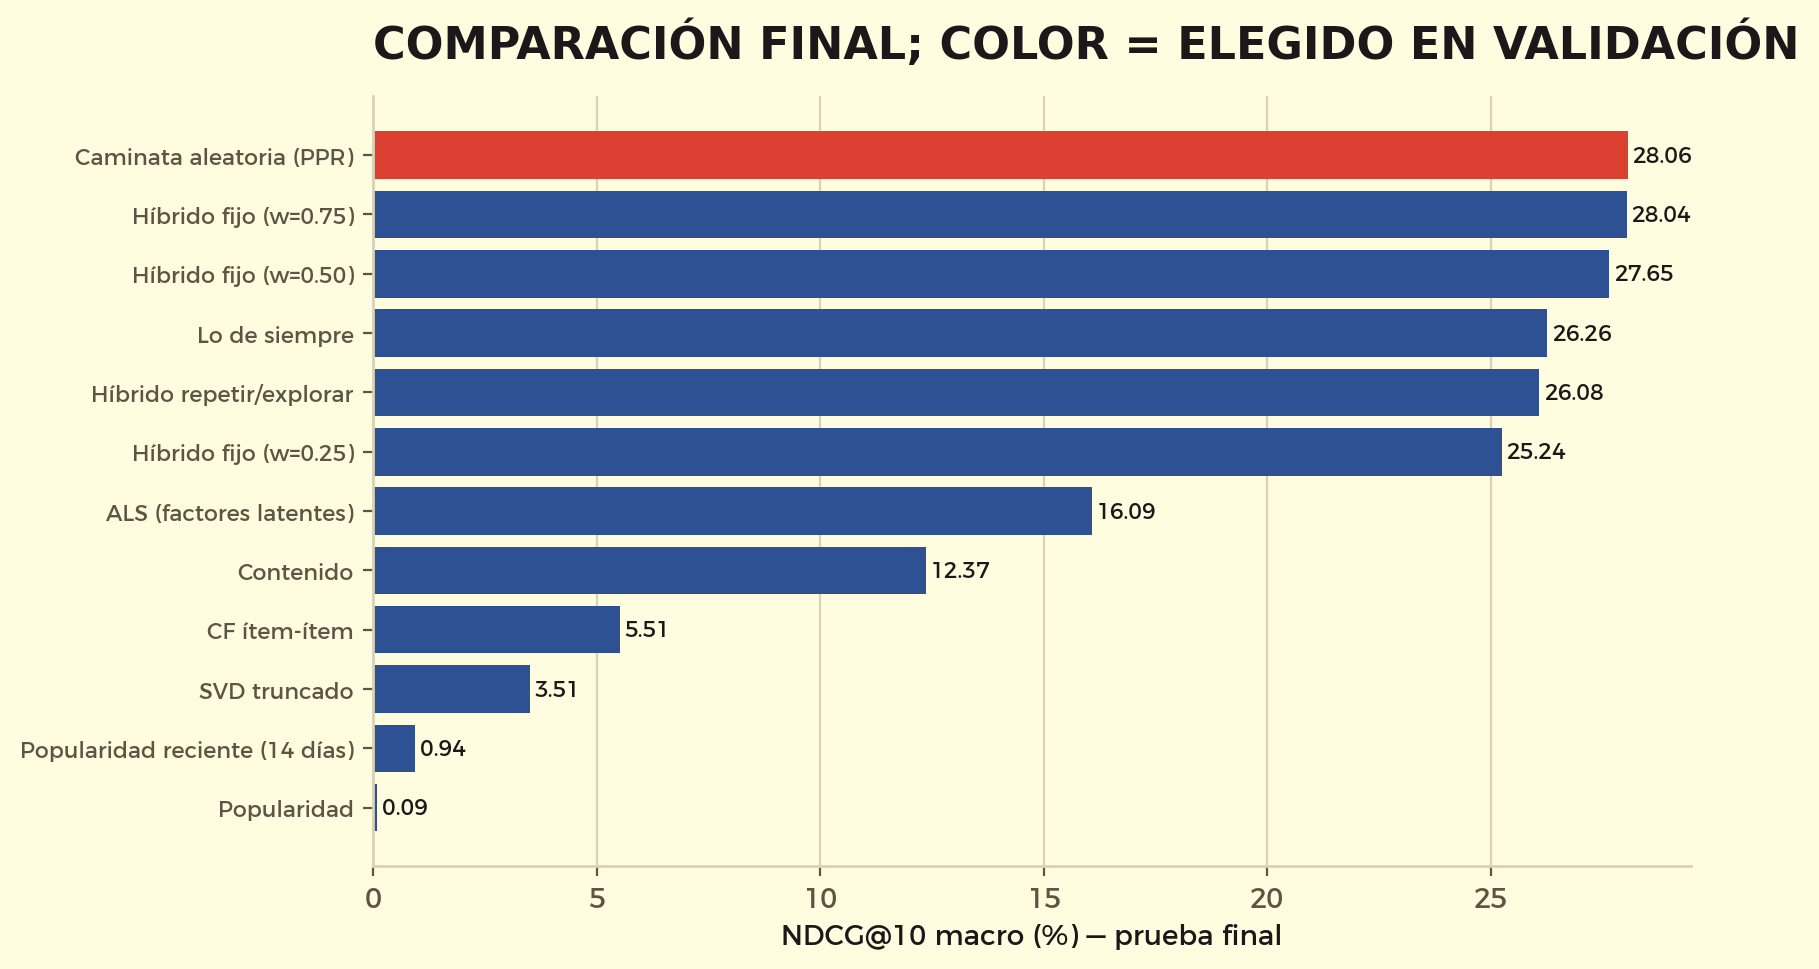 COMPARACIÓN FINAL; COLOR = ELEGIDO EN VALIDACIÓN
Caminata aleatoria (PPR) 28.06
Híbrido fijo (w=0.75) 28.04
Híbrido fijo (w=0.50) 27.65
Lo de siempre 26.26
Híbrido repetir/explorar 26.08
Híbrido fijo (w=0.25) 25.24
ALS (factores latentes) 16.09
Contenido 12.37
CF ítem-ítem 5.51
SVD truncado 3.51
Popularidad reciente (14 días) 0.94
Popularidad 0.09
0 5 10 15 20 25
NDCG@10 macro (%) — prueba final